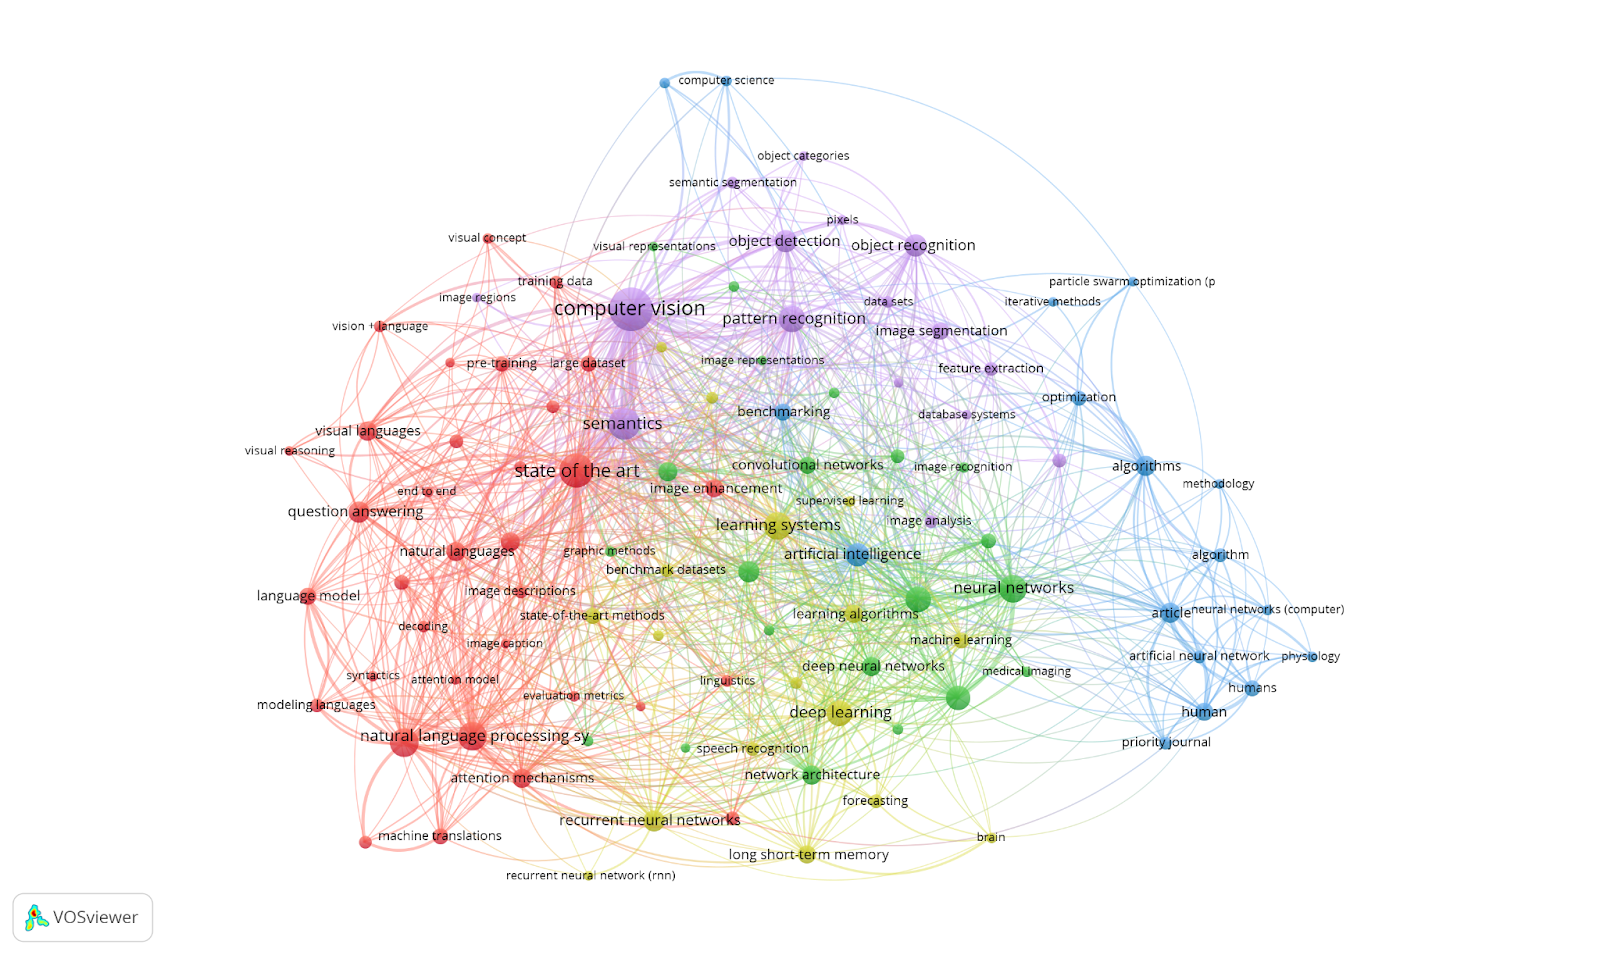 computer science
object categories
semantic segmentation
pixels
visual concept
visual representations
object detection
object recognition
training data
particle swarm optimization (p
image regions
iterative methods
data sets
computer vision
vision + language
pattern recognition
image segmentation
pre-training
large dataset
image representations
feature extraction
optimization
benchmarking
database systems
semantics
visual languages
visual reasoning
state of the art
convolutional networks
image recognition
algorithms
methodology
end to end
image enhancement
supervised learning
question answering
learning systems
image analysis
natural languages
graphic methods
artificial intelligence
algorithm
benchmark datasets
image descriptions
neural networks
language model
state-of-the-art methods
learning algorithms
article
neural networks (computer)
decoding
image caption
machine learning
artificial neural network
physiology
deep neural networks
medical imaging
syntactics
attention model
linguistics
humans
evaluation metrics
modeling languages
deep learning
human
natural language processing sy
speech recognition
priority journal
attention mechanisms
network architecture
forecasting
recurrent neural networks
machine translations
brain
long short-term memory
recurrent neural network (rnn)
VOSviewer